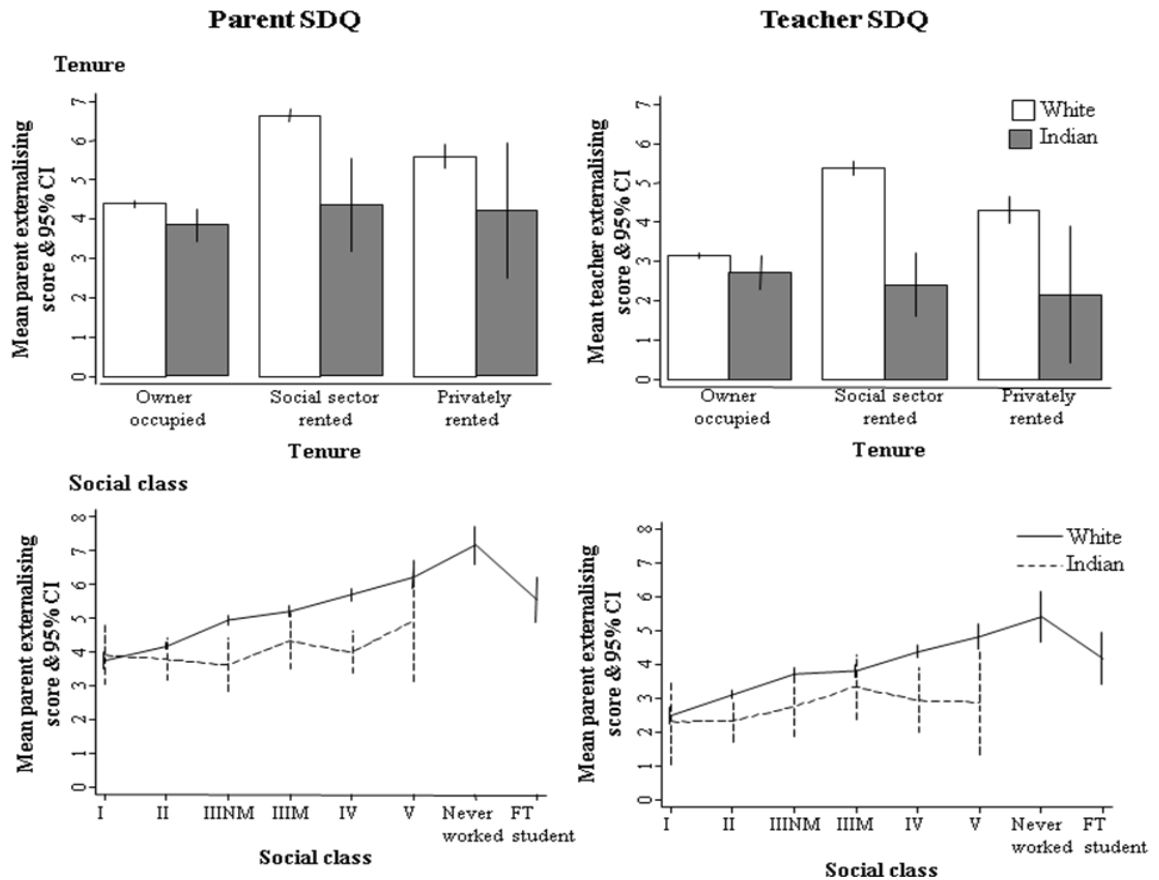 Parent SDQ
Teacher SDQ
Tenure
Mean parent externalising
score & 95% CI
7
6
5
4
3
2
1
0
Owner
occupied
Social sector
rented
Privately
rented
Tenure
Mean teacher externalising
score & 95% CI
7
6
5
4
3
2
1
0
White
Indian
Owner
occupied
Social sector
rented
Privately
rented
Tenure
Social class
Mean parent externalising
score & 95% CI
8
7
6
5
4
3
2
1
0
I
II
IIINM
IIIM
IV
V
Never
worked
FT
student
Social class
Mean parent externalising
score & 95% CI
8
7
6
5
4
3
2
1
0
White
Indian
I
II
IIINM
IIIM
IV
V
Never
worked
FT
student
Social class